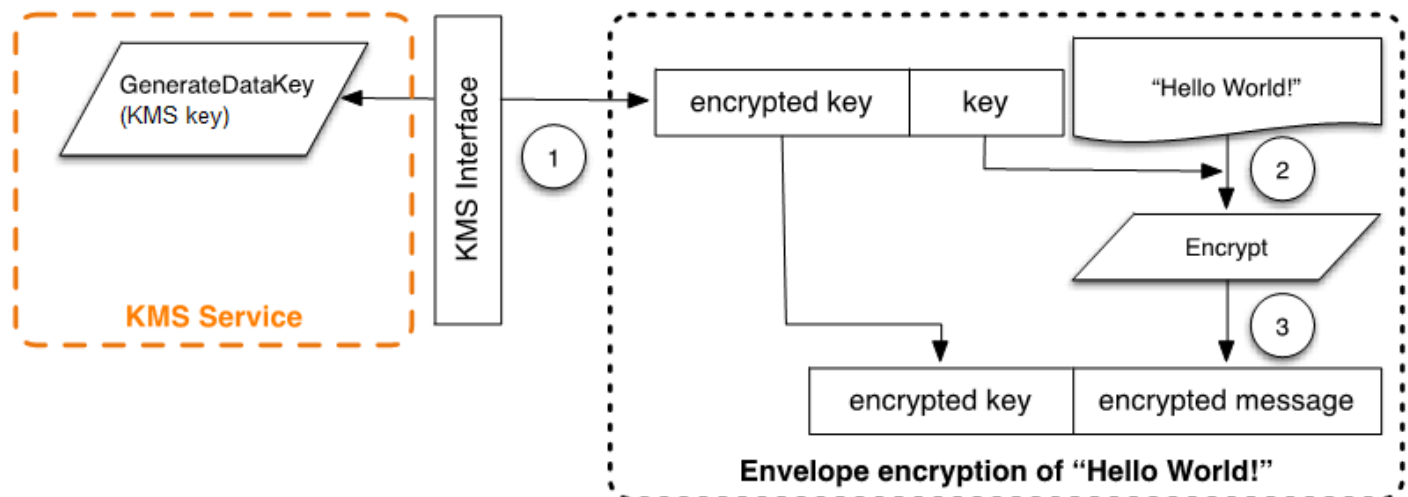 GenerateDataKey
(KMS key)
KMS Service
KMS Interface
1
encrypted key
key
“Hello World!”
2
Encrypt
3
encrypted key
encrypted message
Envelope encryption of “Hello World!”